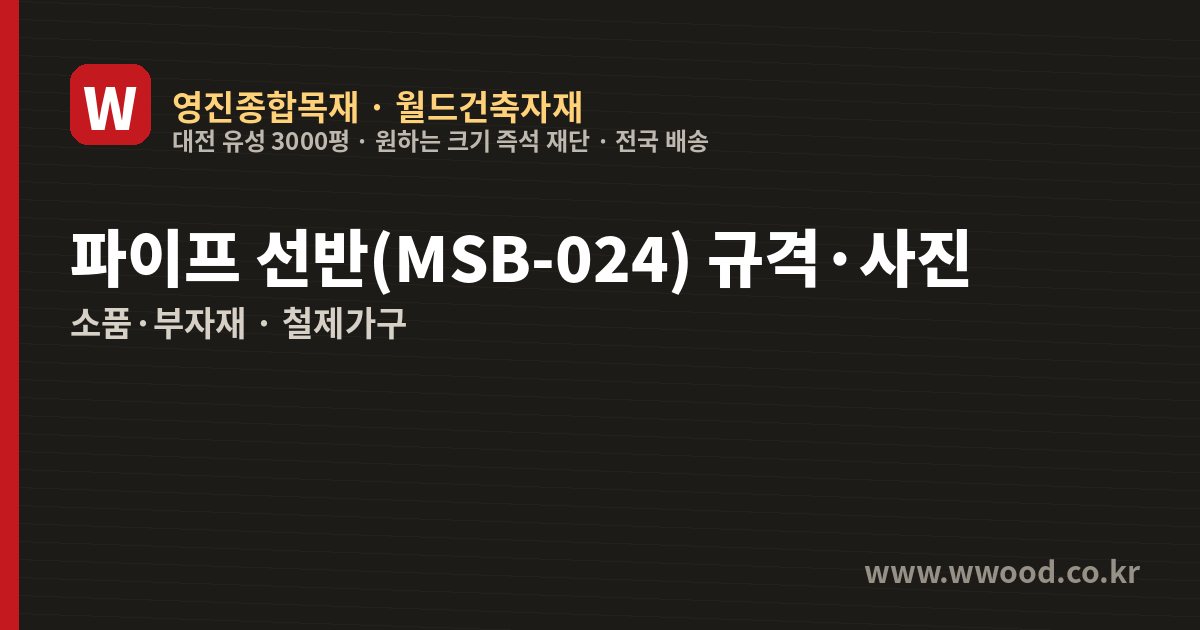 W
영진종합목재 · 월드건축자재
대전 유성 3000평 · 원하는 크기 즉석 재단 · 전국 배송
파이프 선반(MSB-024) 규격·사진
소품·부자재 · 철제가구
www.wwood.co.kr